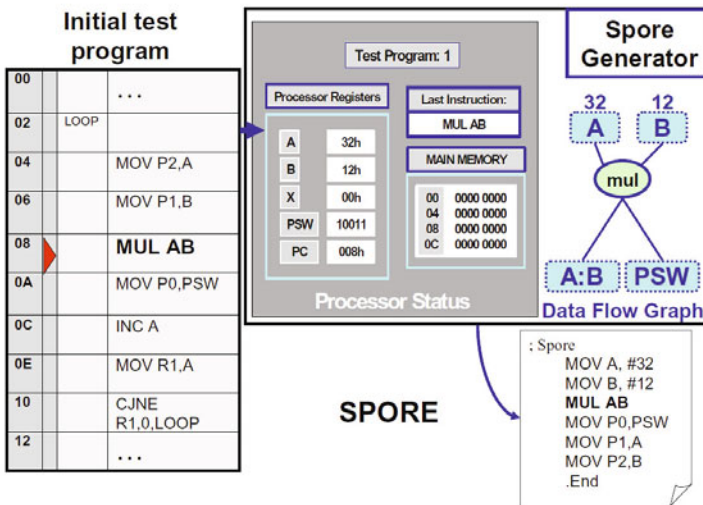 Initial test
program
00
...
02 LOOP
04 MOV P2,A
06 MOV P1,B
08 MUL AB
0A MOV P0,PSW
0C INC A
0E MOV R1,A
10 CJNE
R1,0,LOOP
12
...
Test Program: 1
Processor Registers
A 32h
B 12h
X 00h
PSW 10011
PC 008h
Last Instruction:
MUL AB
MAIN MEMORY
00 0000 0000
04 0000 0000
08 0000 0000
0C 0000 0000
Processor Status
Spore
Generator
32 12
A B
mul
A:B PSW
Data Flow Graph
SPORE
; Spore
MOV A, #32
MOV B, #12
MUL AB
MOV P0,PSW
MOV P1,A
MOV P2,B
.End